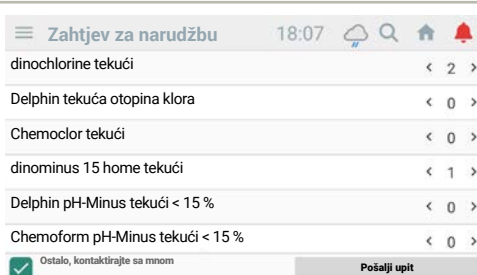 Zahtjev za narudžbu 18:07
dinochlorine tekući < 2 >
Delphin tekuća otopina klora < 0 >
Chemoclor tekući < 0 >
dinominus 15 home tekući < 1 >
Delphin pH-Minus tekući < 15 % < 0 >
Chemoform pH-Minus tekući < 15 % < 0 >
Ostalo, kontaktirajte sa mnom Pošalji upit